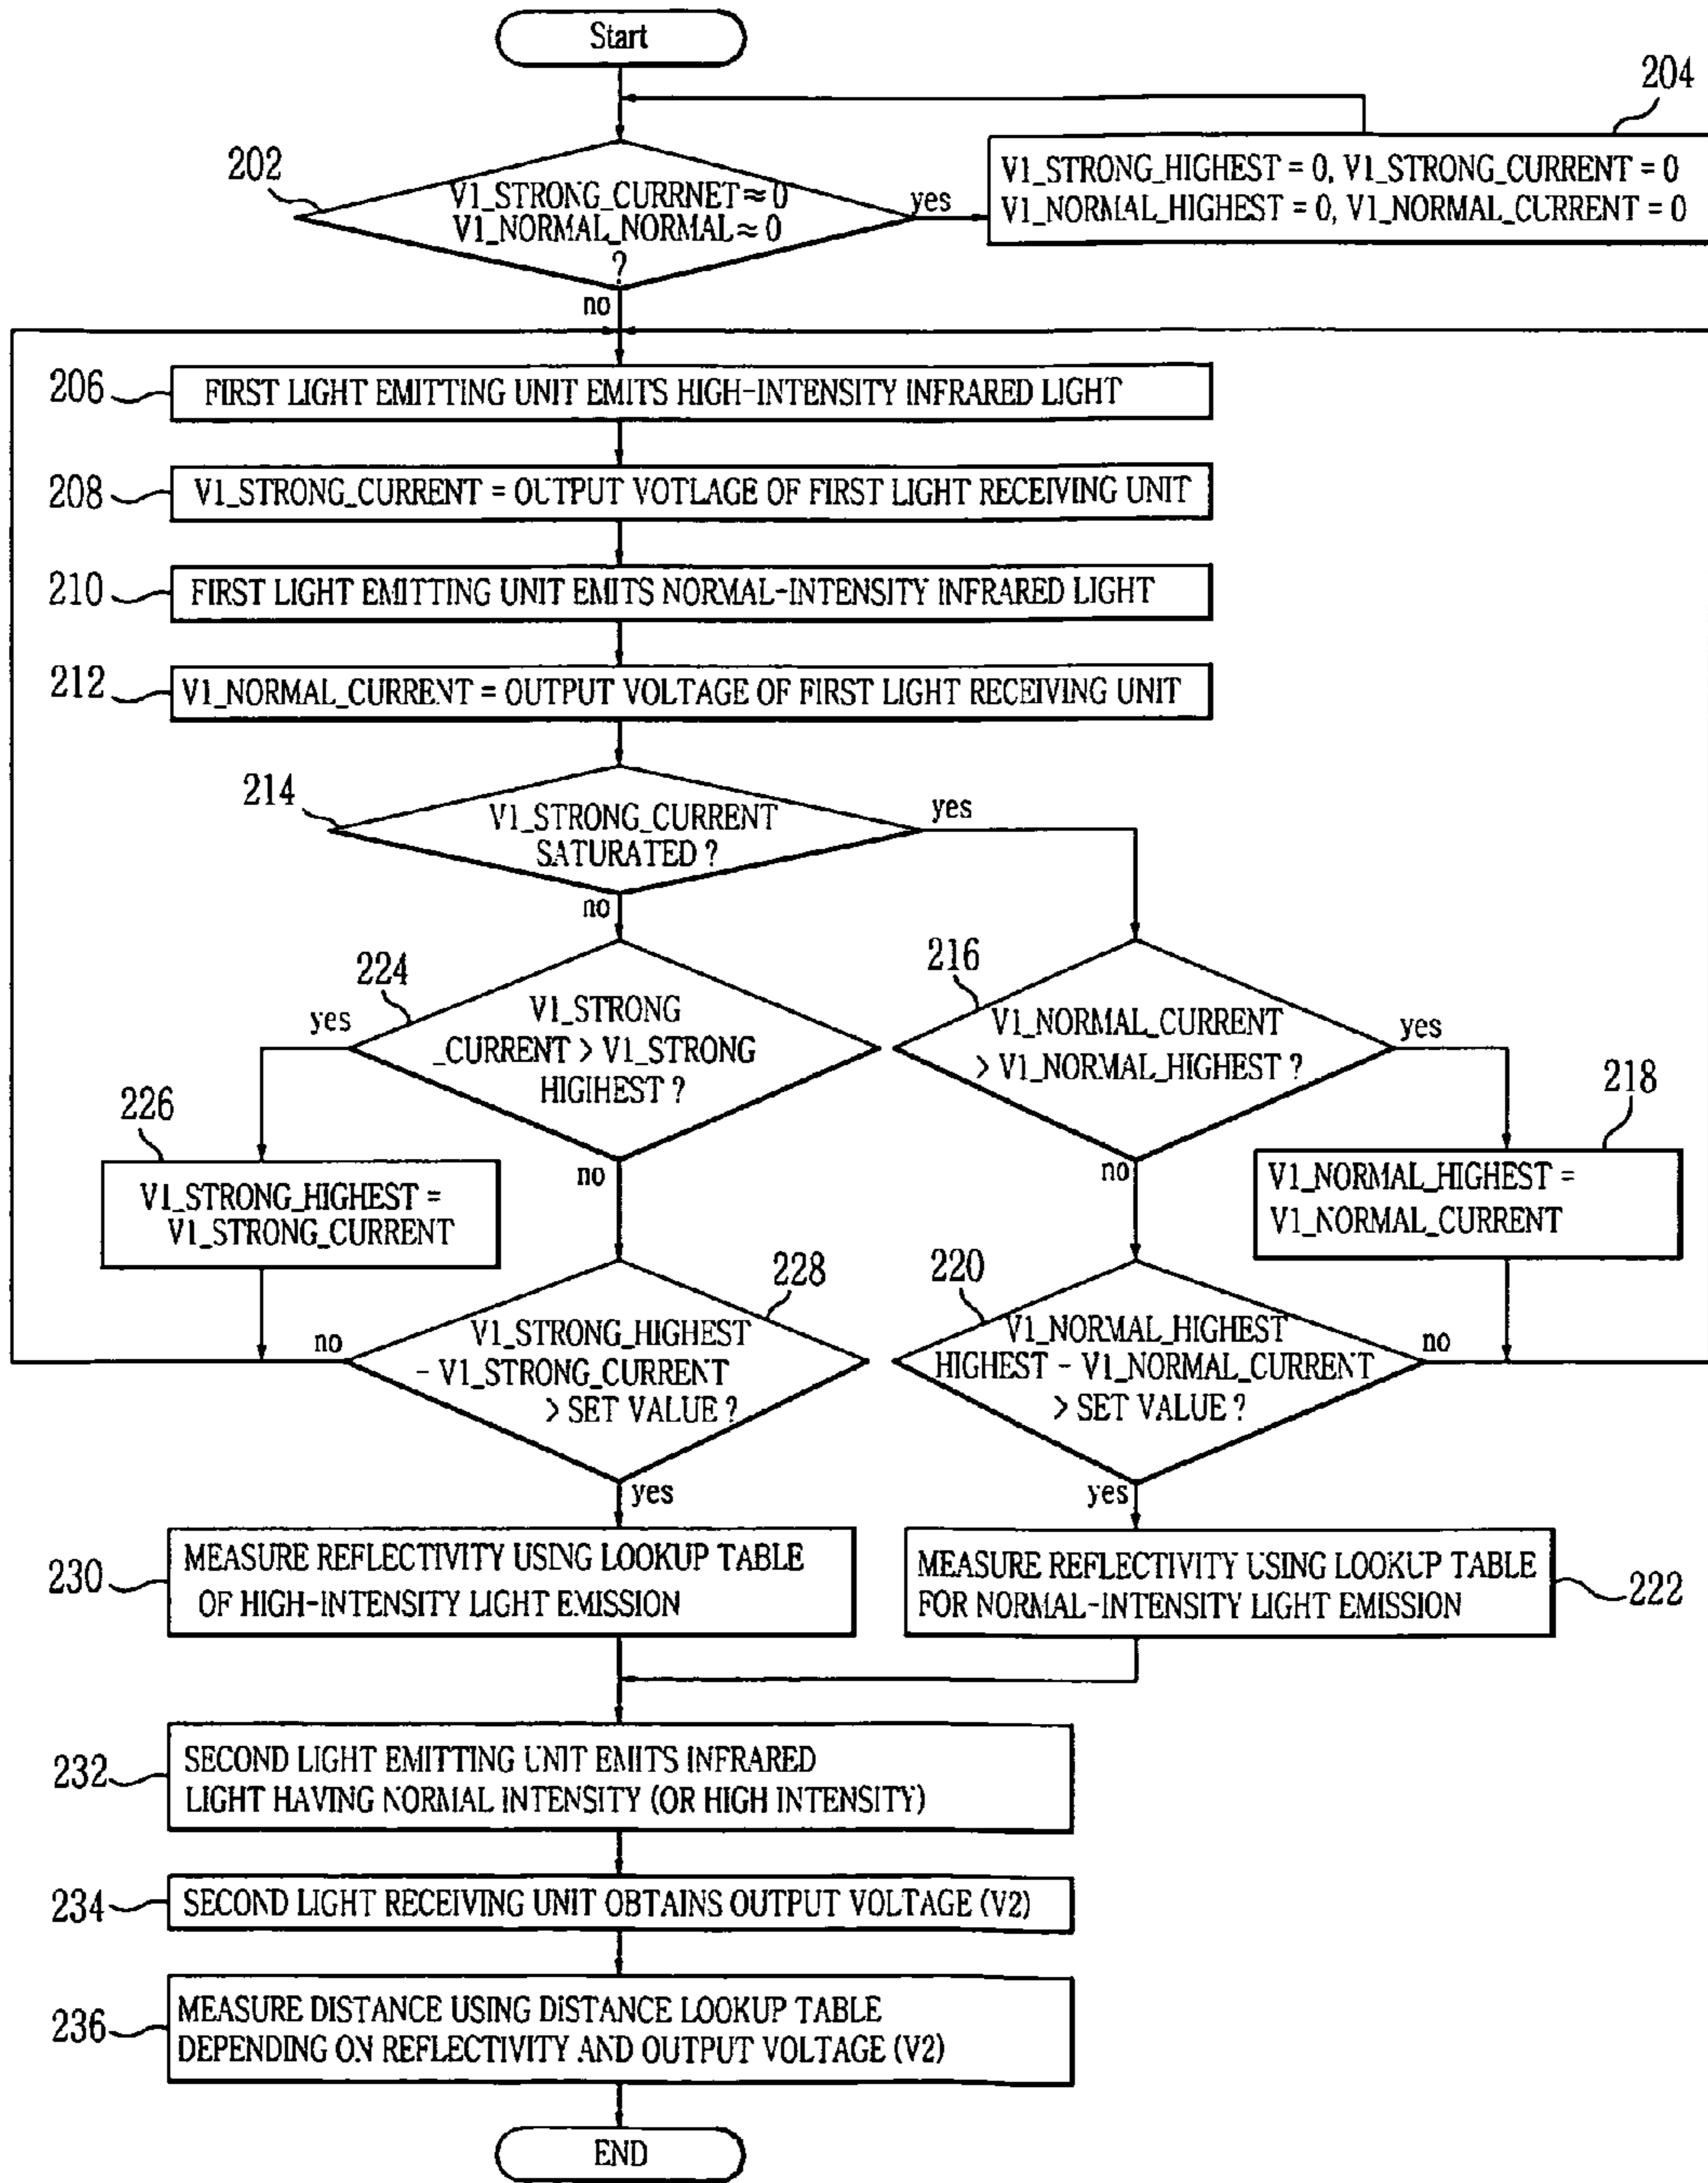 Start
204
V1_STRONG_HIGHEST = 0, V1_STRONG_CURRENT = 0
V1_NORMAL_HIGHEST = 0, V1_NORMAL_CURRENT = 0
202
V1_STRONG_CURRNET ≈ 0
V1_NORMAL_NORMAL ≈ 0
?
yes
no
206
FIRST LIGHT EMITTING UNIT EMITS HIGH-INTENSITY INFRARED LIGHT
208
V1_STRONG_CURRENT = OUTPUT VOTLAGE OF FIRST LIGHT RECEIVING UNIT
210
FIRST LIGHT EMITTING UNIT EMITS NORMAL-INTENSITY INFRARED LIGHT
212
V1_NORMAL_CURRENT = OUTPUT VOLTAGE OF FIRST LIGHT RECEIVING UNIT
214
V1_STRONG_CURRENT
SATURATED ?
yes
no
224
V1_STRONG
_CURRENT > V1_STRONG
HIGIHEST ?
yes
no
216
V1_NORMAL_CURRENT
> V1_NORMAL_HIGHEST ?
yes
no
226
V1_STRONG_HIGHEST =
V1_STRONG_CURRENT
218
V1_NORMAL_HIGHEST =
V1_NORMAL_CURRENT
228
V1_STRONG_HIGHEST
- V1_STRONG_CURRENT
> SET VALUE ?
no
yes
220
V1_NORMAL_HIGHEST
HIGHEST - V1_NORMAL_CURRENT
> SET VALUE ?
no
yes
230
MEASURE REFLECTIVITY USING LOOKUP TABLE
OF HIGH-INTENSITY LIGHT EMISSION
MEASURE REFLECTIVITY USING LOOKUP TABLE
FOR NORMAL-INTENSITY LIGHT EMISSION
222
232
SECOND LIGHT EMITTING UNIT EMITS INFRARED
LIGHT HAVING NORMAL INTENSITY (OR HIGH INTENSITY)
234
SECOND LIGHT RECEIVING UNIT OBTAINS OUTPUT VOLTAGE (V2)
236
MEASURE DISTANCE USING DISTANCE LOOKUP TABLE
DEPENDING ON REFLECTIVITY AND OUTPUT VOLTAGE (V2)
END